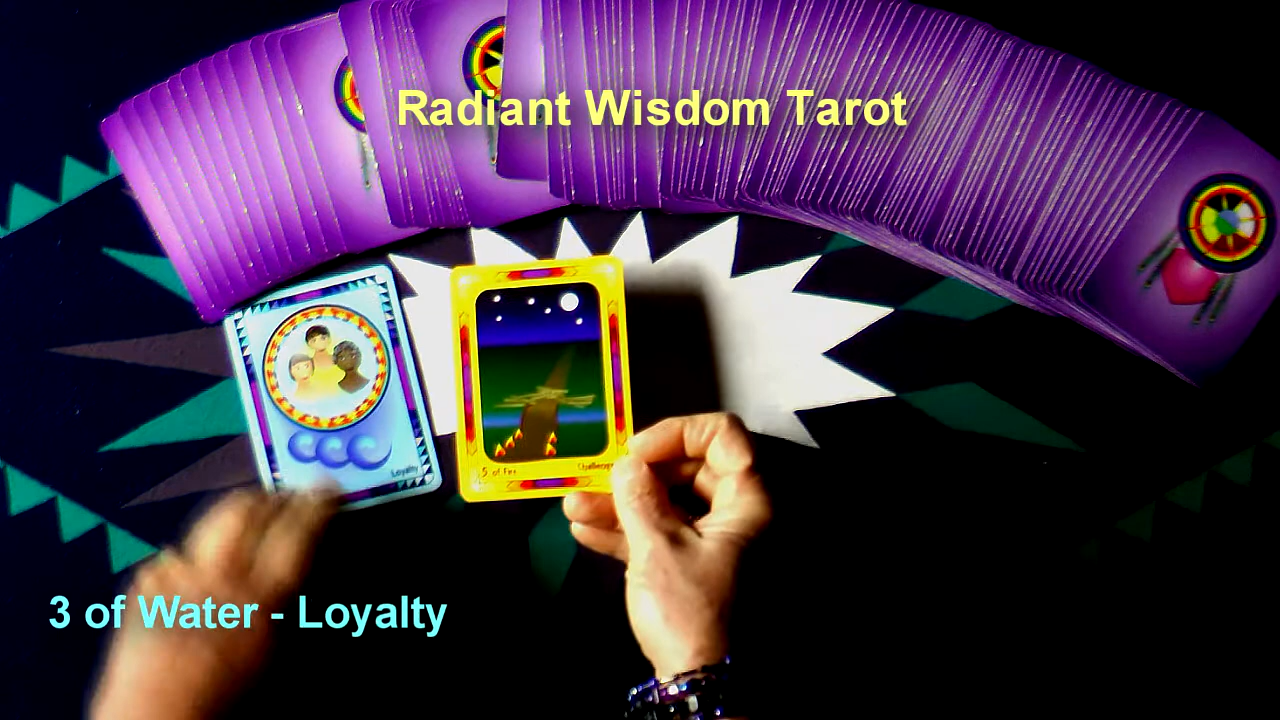 Radiant Wisdom Tarot
Loyalty
5 of Fire
Challenge
3 of Water - Loyalty